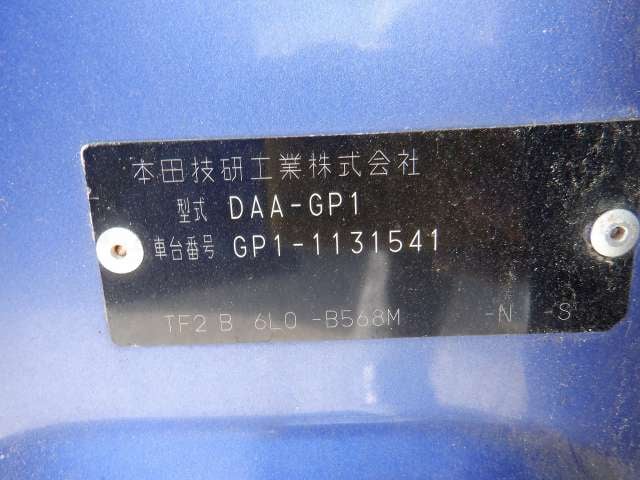 本田技研工業株式会社
型式 DAA-GP1
車台番号 GP1-1131541
TF2 B 6L0 -B568M -N -S